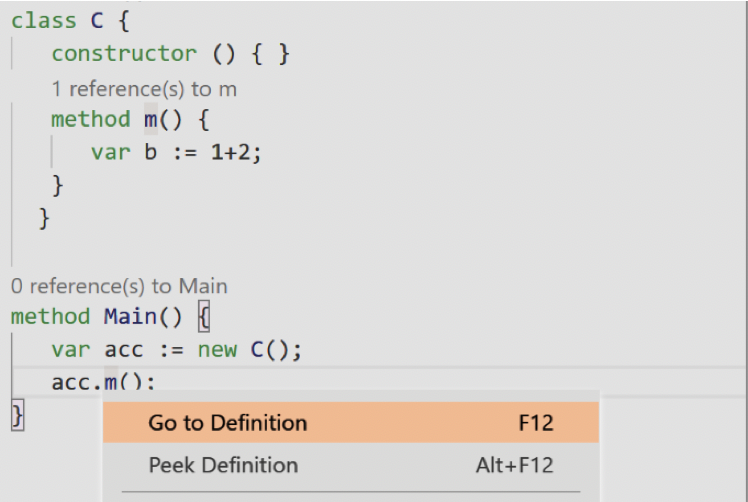 class C {
constructor () { }
1 reference(s) to m
method m() {
var b := 1+2;
}
}
0 reference(s) to Main
method Main() {
var acc := new C();
acc.m();
}
Go to Definition F12
Peek Definition Alt+F12